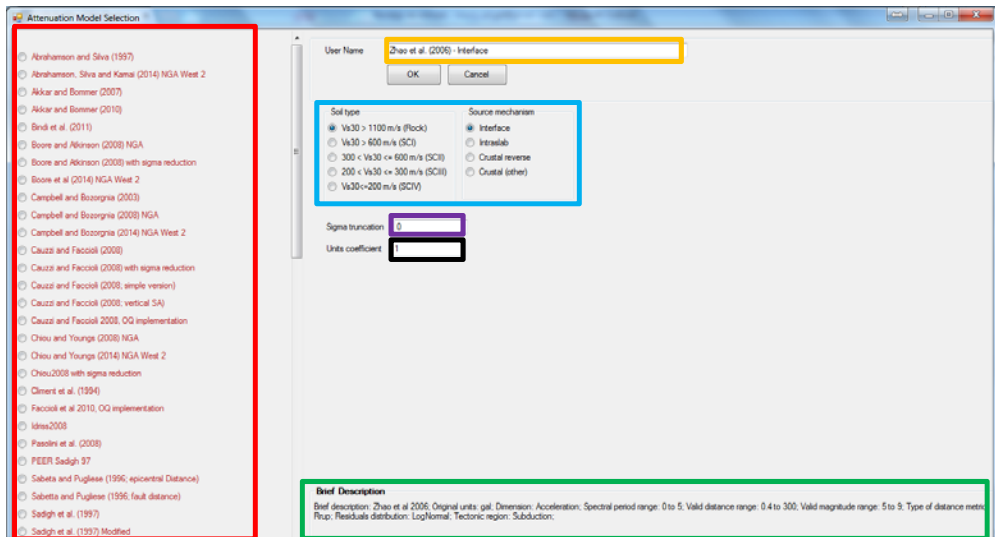 Attenuation Model Selection
Abrahamson and Silva (1997)
Abrahamson, Silva and Kamai (2014) NGA West 2
Akkar and Bommer (2007)
Akkar and Bommer (2010)
Bindi et al. (2011)
Boore and Atkinson (2008) NGA
Boore and Atkinson (2008) with sigma reduction
Boore et al (2014) NGA West 2
Campbell and Bozorgnia (2003)
Campbell and Bozorgnia (2008) NGA
Campbell and Bozorgnia (2014) NGA West 2
Cauzzi and Faccioli (2008)
Cauzzi and Faccioli (2008) with sigma reduction
Cauzzi and Faccioli (2008; simple version)
Cauzzi and Faccioli (2008; vertical SA)
Cauzzi and Faccioli 2008, OQ implementation
Chiou and Youngs (2008) NGA
Chiou and Youngs (2014) NGA West 2
Chiou2008 with sigma reduction
Climent et al. (1994)
Faccioli et al 2010, OQ implementation
Idriss2008
Pasolini et al. (2008)
PEER Sadigh 97
Sabeta and Pugliese (1996; epicentral Distance)
Sabetta and Pugliese (1996; fault distance)
Sadigh et al. (1997)
Sadigh et al. (1997) Modified
User Name Zhao et al. (2006) - Interface
OK Cancel
Soil type Source mechanism
Vs30 > 1100 m/s (Rock) Interface
Vs30 > 600 m/s (SCI) Intraslab
300 < Vs30 <= 600 m/s (SCII) Crustal reverse
200 < Vs30 <= 300 m/s (SCIII) Crustal (other)
Vs30<=200 m/s (SCIV)
Sigma truncation 0
Units coefficient 1
Brief Description
Brief description: Zhao et al 2006; Original units: gal; Dimension: Acceleration; Spectral period range: 0 to 5; Valid distance range: 0.4 to 300; Valid magnitude range: 5 to 9; Type of distance metric
Rrup; Residuals distribution: LogNormal; Tectonic region: Subduction;